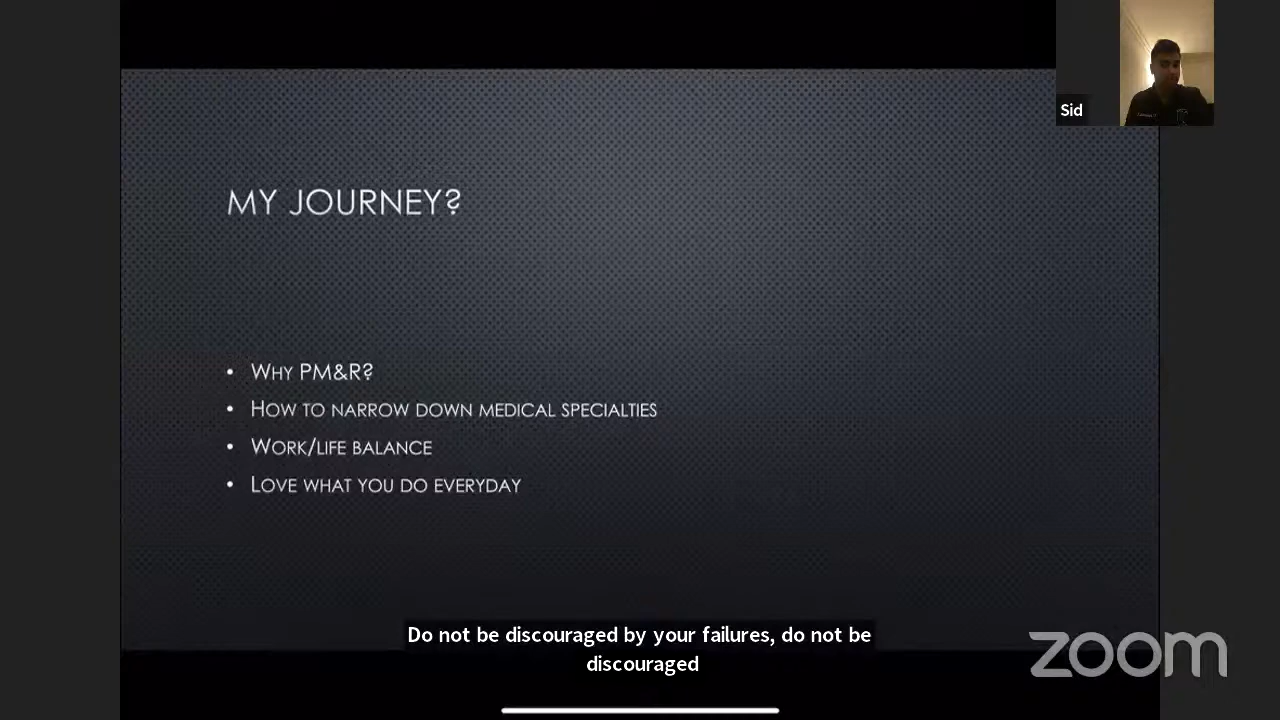 Sid
MY JOURNEY?
• WHY PM&R?
• HOW TO NARROW DOWN MEDICAL SPECIALTIES
• WORK/LIFE BALANCE
• LOVE WHAT YOU DO EVERYDAY
Do not be discouraged by your failures, do not be
discouraged
zoom